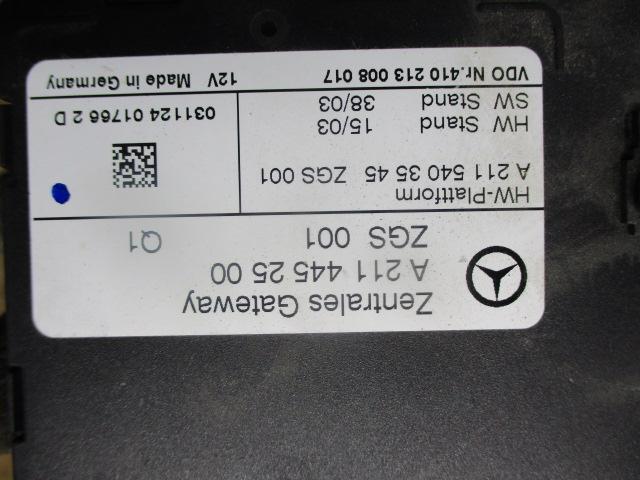 Zentrales Gateway
A 211 445 25 00
ZGS 001 Q1
HW-Plattform
A 211 540 35 45 ZGS 001
HW Stand 15/03
SW Stand 38/03
031124 01766 2 D
VDO Nr.410 213 008 017 12V Made in Germany